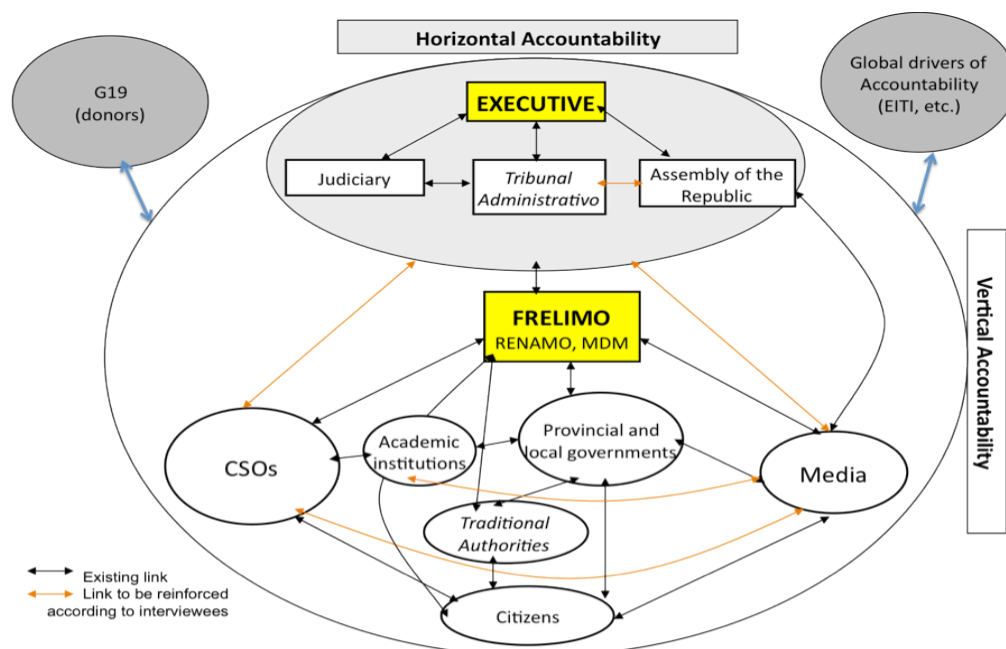 Horizontal Accountability
G19
(donors)
Global drivers of
Accountability
(EITI, etc.)
EXECUTIVE
Judiciary
Tribunal
Administrativo
Assembly of the
Republic
Vertical Accountability
FRELIMO
RENAMO, MDM
CSOs
Academic
institutions
Provincial and
local governments
Media
Traditional
Authorities
Citizens
Existing link
Link to be reinforced
according to interviewees